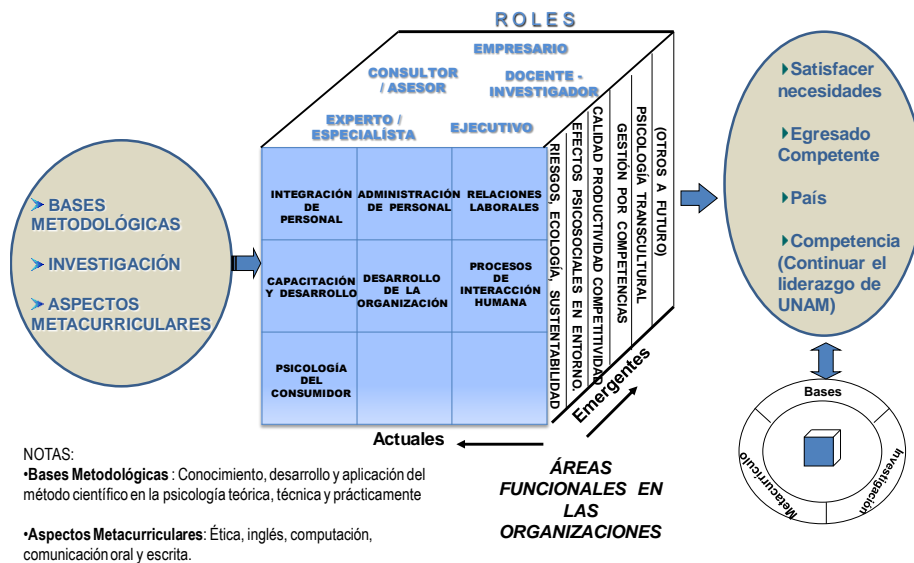 ROLES
EMPRESARIO
CONSULTOR
/ ASESOR
DOCENTE -
INVESTIGADOR
EXPERTO /
ESPECIALÍSTA
EJECUTIVO
➢ BASES
METODOLÓGICAS
➢ INVESTIGACIÓN
➢ ASPECTOS
METACURRICULARES
INTEGRACIÓN
DE
PERSONAL
ADMINISTRACIÓN
DE PERSONAL
RELACIONES
LABORALES
CAPACITACIÓN
Y DESARROLLO
DESARROLLO
DE LA
ORGANIZACIÓN
PROCESOS
DE
INTERACCIÓN
HUMANA
PSICOLOGÍA
DEL
CONSUMIDOR
RIESGOS, ECOLOGÍA, SUSTENTABILIDAD
EFECTOS PSICOSOCIALES EN ENTORNO.
CALIDAD PRODUCTIVIDAD COMPETITIVIDAD
GESTIÓN POR COMPETENCIAS
PSICOLOGÍA TRANSCULTURAL
(OTROS A FUTURO)
Satisfacer
necesidades
Egresado
Competente
País
Competencia
(Continuar el
liderazgo de
UNAM)
Actuales
Emergentes
ÁREAS
FUNCIONALES EN
LAS
ORGANIZACIONES
Bases
Metacurrículo
Investigación
NOTAS:
•Bases Metodológicas : Conocimiento, desarrollo y aplicación del
método científico en la psicología teórica, técnica y prácticamente
•Aspectos Metacurriculares: Ética, inglés, computación,
comunicación oral y escrita.